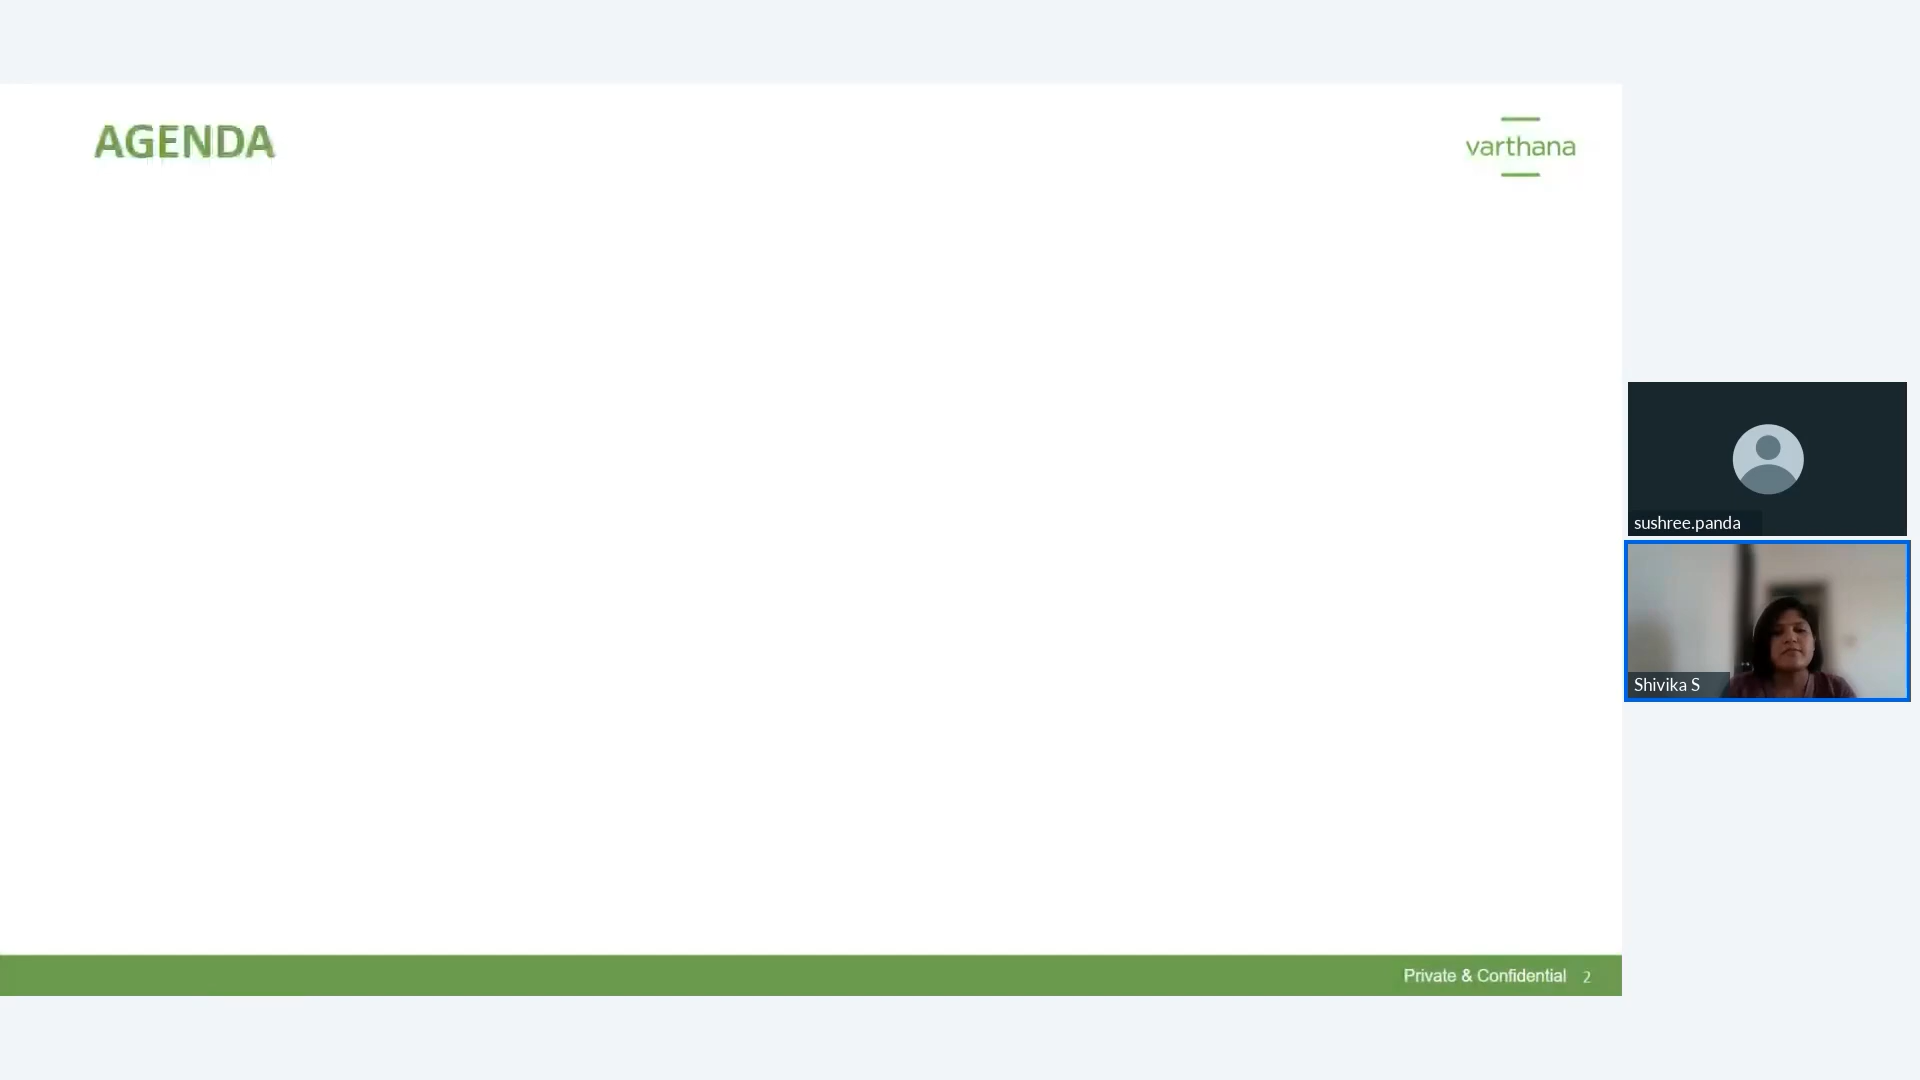 AGENDA
varthana
sushree.panda
Shivika S
Private & Confidential 2